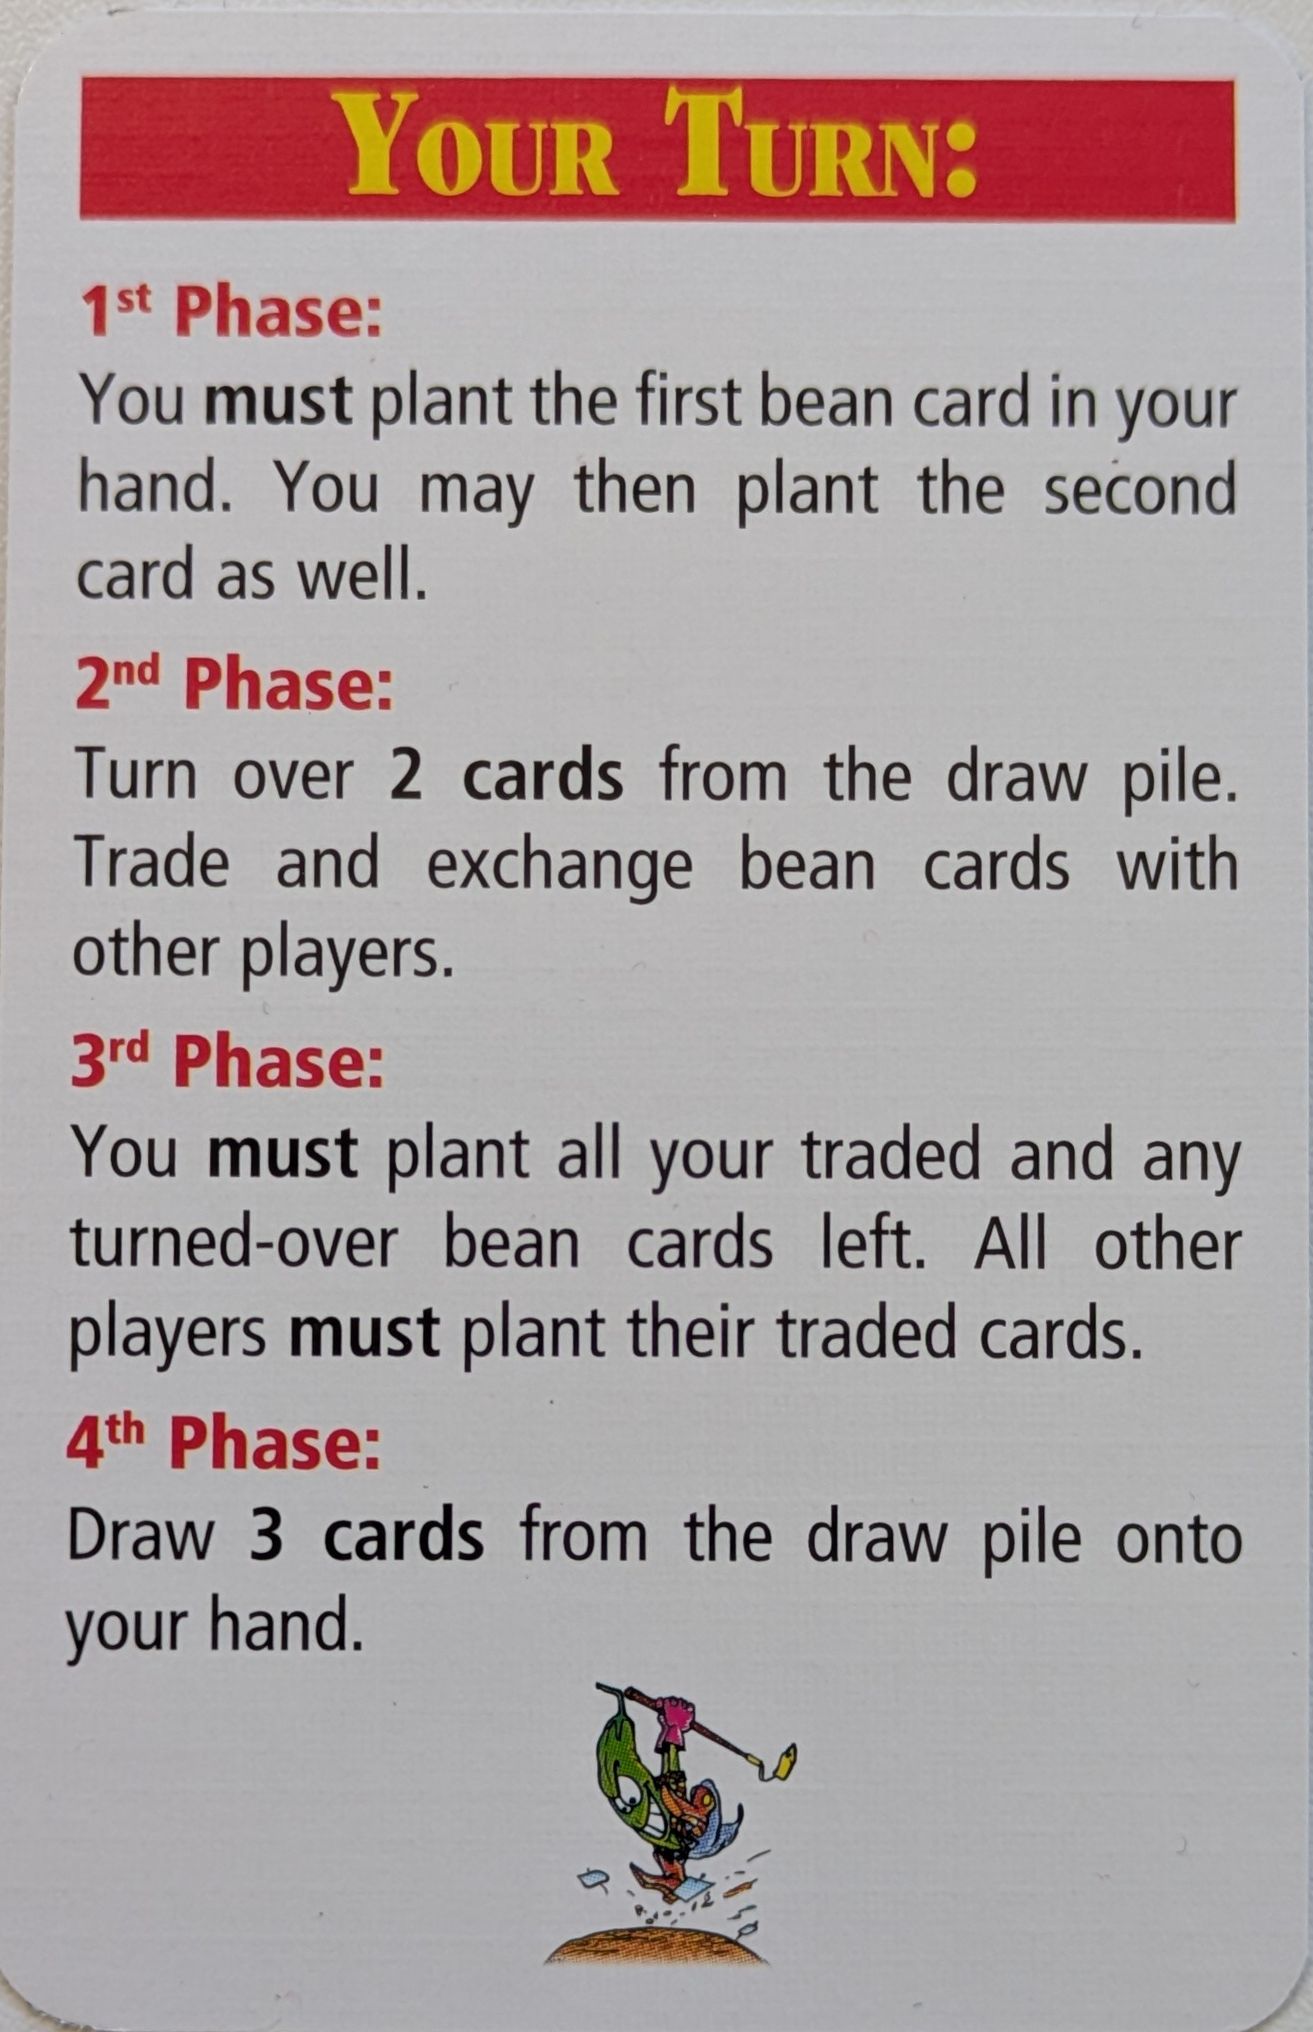 YOUR TURN:
1st Phase:
You must plant the first bean card in your
hand. You may then plant the second
card as well.
2nd Phase:
Turn over 2 cards from the draw pile.
Trade and exchange bean cards with
other players.
3rd Phase:
You must plant all your traded and any
turned-over bean cards left. All other
players must plant their traded cards.
4th Phase:
Draw 3 cards from the draw pile onto
your hand.